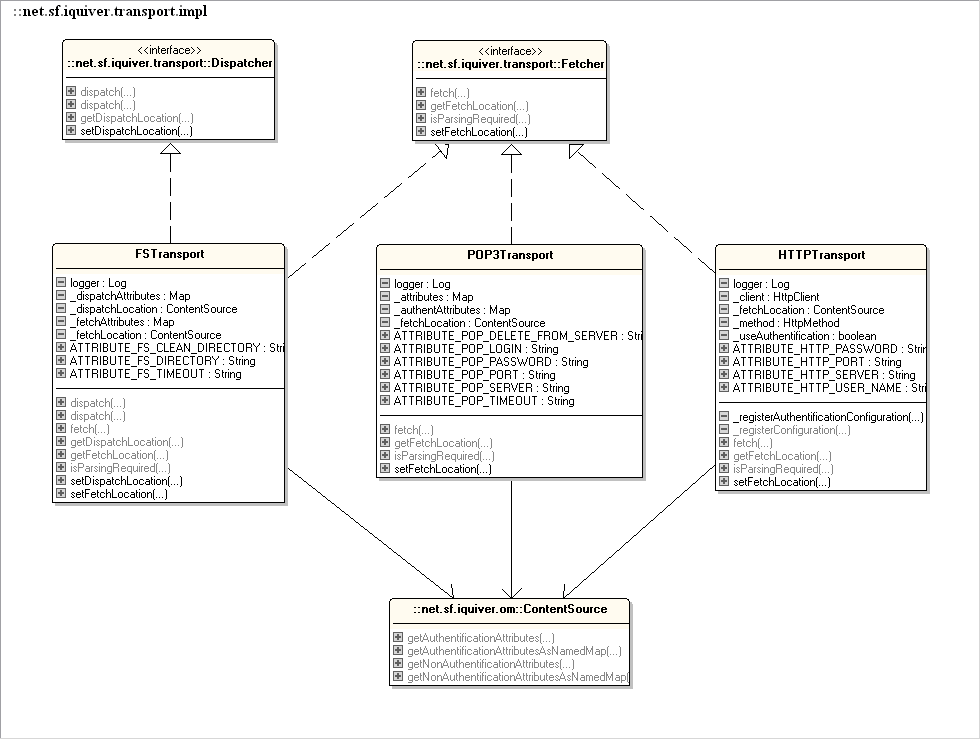 ::net.sf.iquiver.transport.impl
<<interface>>
::net.sf.iquiver.transport::Dispatcher
dispatch(...)
dispatch(...)
getDispatchLocation(...)
setDispatchLocation(...)
<<interface>>
::net.sf.iquiver.transport::Fetcher
fetch(...)
getFetchLocation(...)
isParsingRequired(...)
setFetchLocation(...)
FSTransport
logger : Log
_dispatchAttributes : Map
_dispatchLocation : ContentSource
_fetchAttributes : Map
_fetchLocation : ContentSource
ATTRIBUTE_FS_CLEAN_DIRECTORY : Stri
ATTRIBUTE_FS_DIRECTORY : String
ATTRIBUTE_FS_TIMEOUT : String
dispatch(...)
dispatch(...)
fetch(...)
getDispatchLocation(...)
getFetchLocation(...)
isParsingRequired(...)
setDispatchLocation(...)
setFetchLocation(...)
POP3Transport
logger : Log
_attributes : Map
_authentAttributes : Map
_fetchLocation : ContentSource
ATTRIBUTE_POP_DELETE_FROM_SERVER : Stri
ATTRIBUTE_POP_LOGIN : String
ATTRIBUTE_POP_PASSWORD : String
ATTRIBUTE_POP_PORT : String
ATTRIBUTE_POP_SERVER : String
ATTRIBUTE_POP_TIMEOUT : String
fetch(...)
getFetchLocation(...)
isParsingRequired(...)
setFetchLocation(...)
HTTPTransport
logger : Log
_client : HttpClient
_fetchLocation : ContentSource
_method : HttpMethod
_useAuthentification : boolean
ATTRIBUTE_HTTP_PASSWORD : Strin
ATTRIBUTE_HTTP_PORT : String
ATTRIBUTE_HTTP_SERVER : String
ATTRIBUTE_HTTP_USER_NAME : Stri
_registerAuthentificationConfiguration(...)
_registerConfiguration(...)
fetch(...)
getFetchLocation(...)
isParsingRequired(...)
setFetchLocation(...)
::net.sf.iquiver.om::ContentSource
getAuthentificationAttributes(...)
getAuthentificationAttributesAsNamedMap(...)
getNonAuthentificationAttributes(...)
getNonAuthentificationAttributesAsNamedMap(